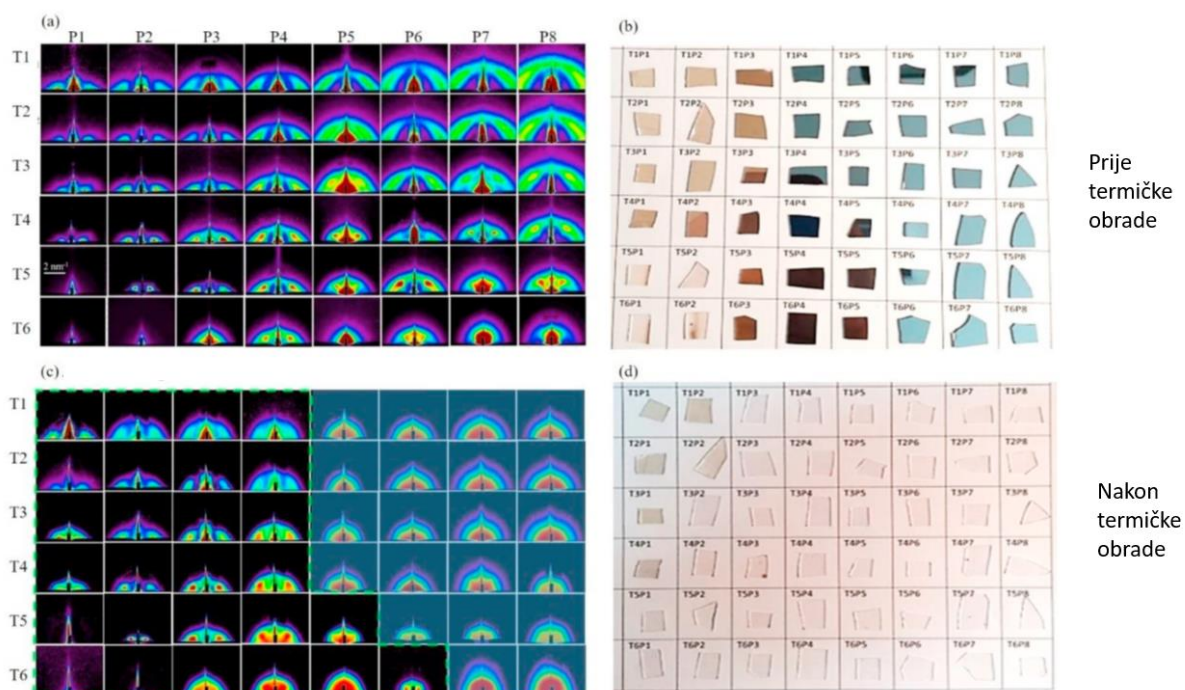 (a)
P1 P2 P3 P4 P5 P6 P7 P8
T1
T2
T3
T4
T5
2 nm⁻¹
T6
(b)
T1P1 T1P2 T1P3 T1P4 T1P5 T1P6 T1P7 T1P8
T2P1 T2P2 T2P3 T2P4 T2P5 T2P6 T2P7 T2P8
T3P1 T3P2 T3P3 T3P4 T3P5 T3P6 T3P7 T3P8
T4P1 T4P2 T4P3 T4P4 T4P5 T4P6 T4P7 T4P8
T5P1 T5P2 T5P3 T5P4 T5P5 T5P6 T5P7 T5P8
T6P1 T6P2 T6P3 T6P4 T6P5 T6P6 T6P7 T6P8
Prije
termičke
obrade
(c).
T1
T2
T3
T4
T5
T6
(d)
T1P1 T1P2 T1P3 T1P4 T1P5 T1P6 T1P7 T1P8
T2P1 T2P2 T2P3 T2P4 T2P5 T2P6 T2P7 T2P8
T3P1 T3P2 T3P3 T3P4 T3P5 T3P6 T3P7 T3P8
T4P1 T4P2 T4P3 T4P4 T4P5 T4P6 T4P7 T4P8
T5P1 T5P2 T5P3 T5P4 T5P5 T5P6 T5P7 T5P8
T6P1 T6P2 T6P3 T6P4 T6P5 T6P6 T6P7 T6P8
Nakon
termičke
obrade